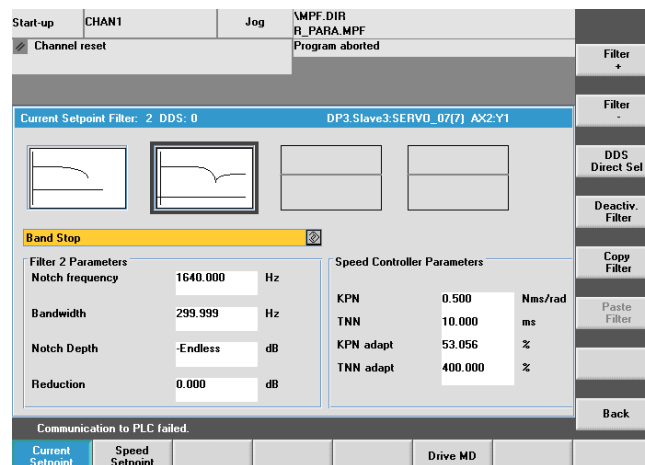 Start-up CHAN1 Jog \MPF.DIR
R_PARA.MPF
Channel reset Program aborted
Filter
+
Current Setpoint Filter: 2 DDS: 0 DP3.Slave3:SERVO_07(7) AX2:Y1
Filter
-
DDS
Direct Sel
Deactiv.
Filter
Band Stop
Filter 2 Parameters Speed Controller Parameters
Copy
Filter
Notch frequency 1640.000 Hz
KPN 0.500 Nms/rad
Paste
Filter
Bandwidth 299.999 Hz
TNN 10.000 ms
Notch Depth -Endless dB
KPN adapt 53.056 %
TNN adapt 400.000 %
Reduction 0.000 dB
Back
Communication to PLC failed.
Current
Setpoint
Speed
Setpoint
Drive MD